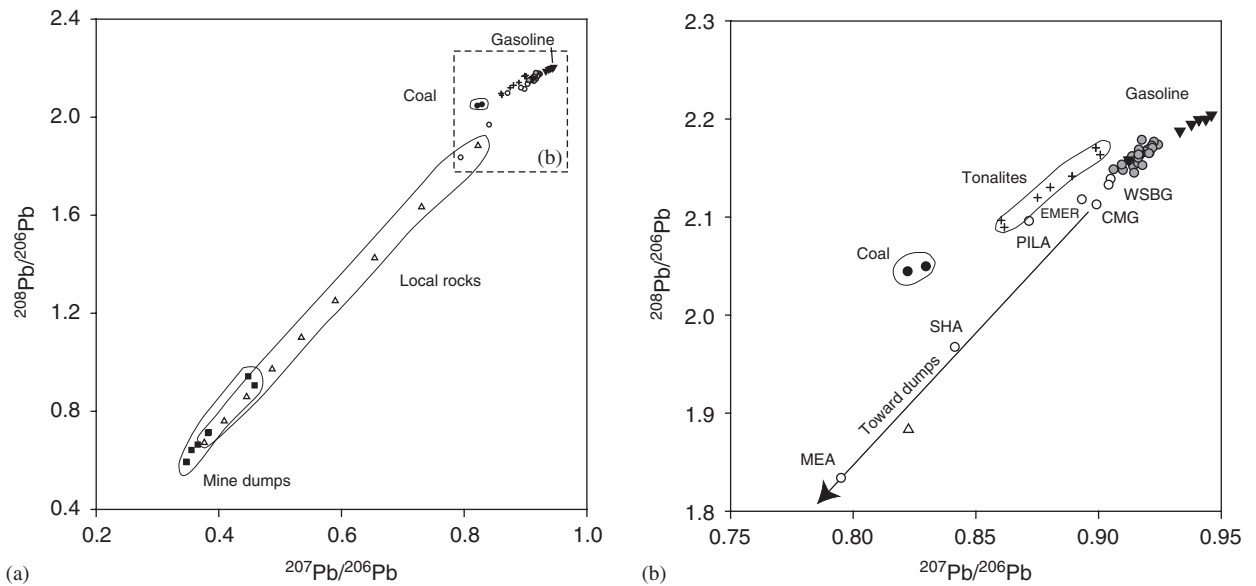 2.4
2.0
1.6
1.2
0.8
0.4
0.2
0.4
0.6
0.8
1.0
²⁰⁸Pb/²⁰⁶Pb
²⁰⁷Pb/²⁰⁶Pb
Gasoline
Coal
(b)
Local rocks
Mine dumps
(a)
2.3
2.2
2.1
2.0
1.9
1.8
0.75
0.80
0.85
0.90
0.95
²⁰⁸Pb/²⁰⁶Pb
²⁰⁷Pb/²⁰⁶Pb
Gasoline
Tonalites
WSBG
EMER
CMG
PILA
Coal
SHA
Toward dumps
MEA
(b)